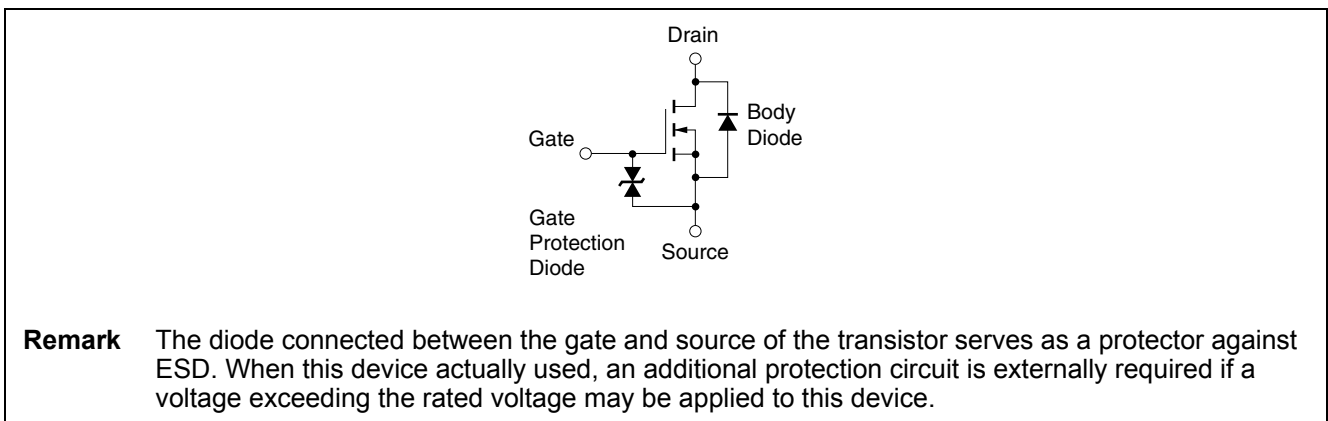 Drain
Body
Diode
Gate
Gate
Protection
Diode
Source
Remark The diode connected between the gate and source of the transistor serves as a protector against
ESD. When this device actually used, an additional protection circuit is externally required if a
voltage exceeding the rated voltage may be applied to this device.